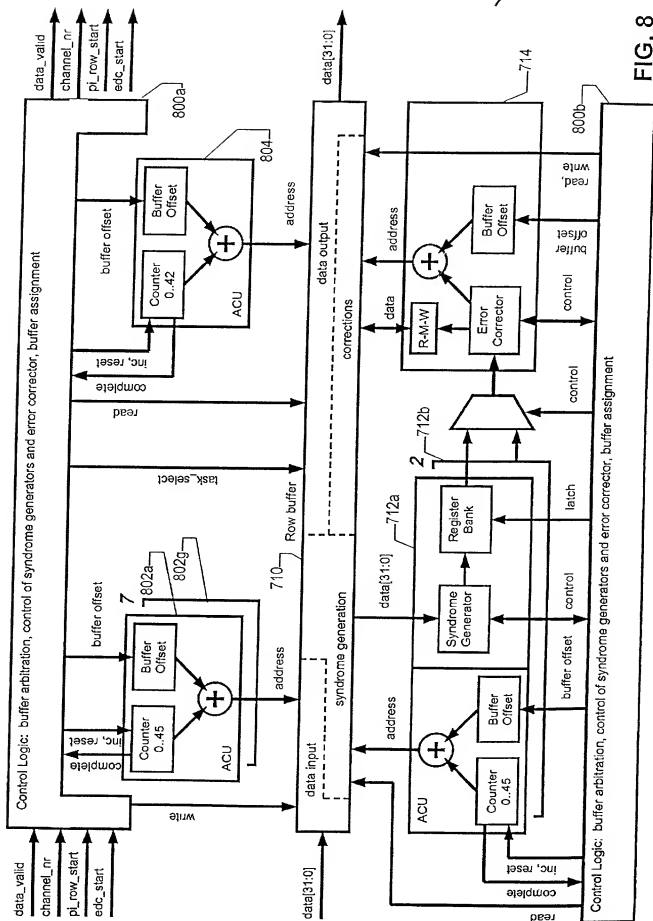 data_valid
channel_nr
pi_row_start
edc_start
800a
Control Logic: buffer arbitration, control of syndrome generators and error corrector, buffer assignment
data_valid
channel_nr
pi_row_start
edc_start
write
complete
inc, reset
buffer offset
Counter
0..45
Buffer
Offset
+
ACU
address
802a
802g
7
task_select
read
complete
inc, reset
buffer offset
Counter
0..42
Buffer
Offset
+
ACU
address
804
data[31:0]
710
Row buffer
data input
syndrome generation
data output
corrections
data[31:0]
read
address
+
Counter
0..45
Buffer
Offset
ACU
complete
inc, reset
buffer offset
data[31:0]
712a
Syndrome
Generator
Register
Bank
control
latch
2
712b
control
data
address
R-M-W
+
Error
Corrector
Buffer
Offset
control
buffer
offset
read,
write
714
800b
Control Logic: buffer arbitration, control of syndrome generators and error corrector, buffer assignment
FIG. 8